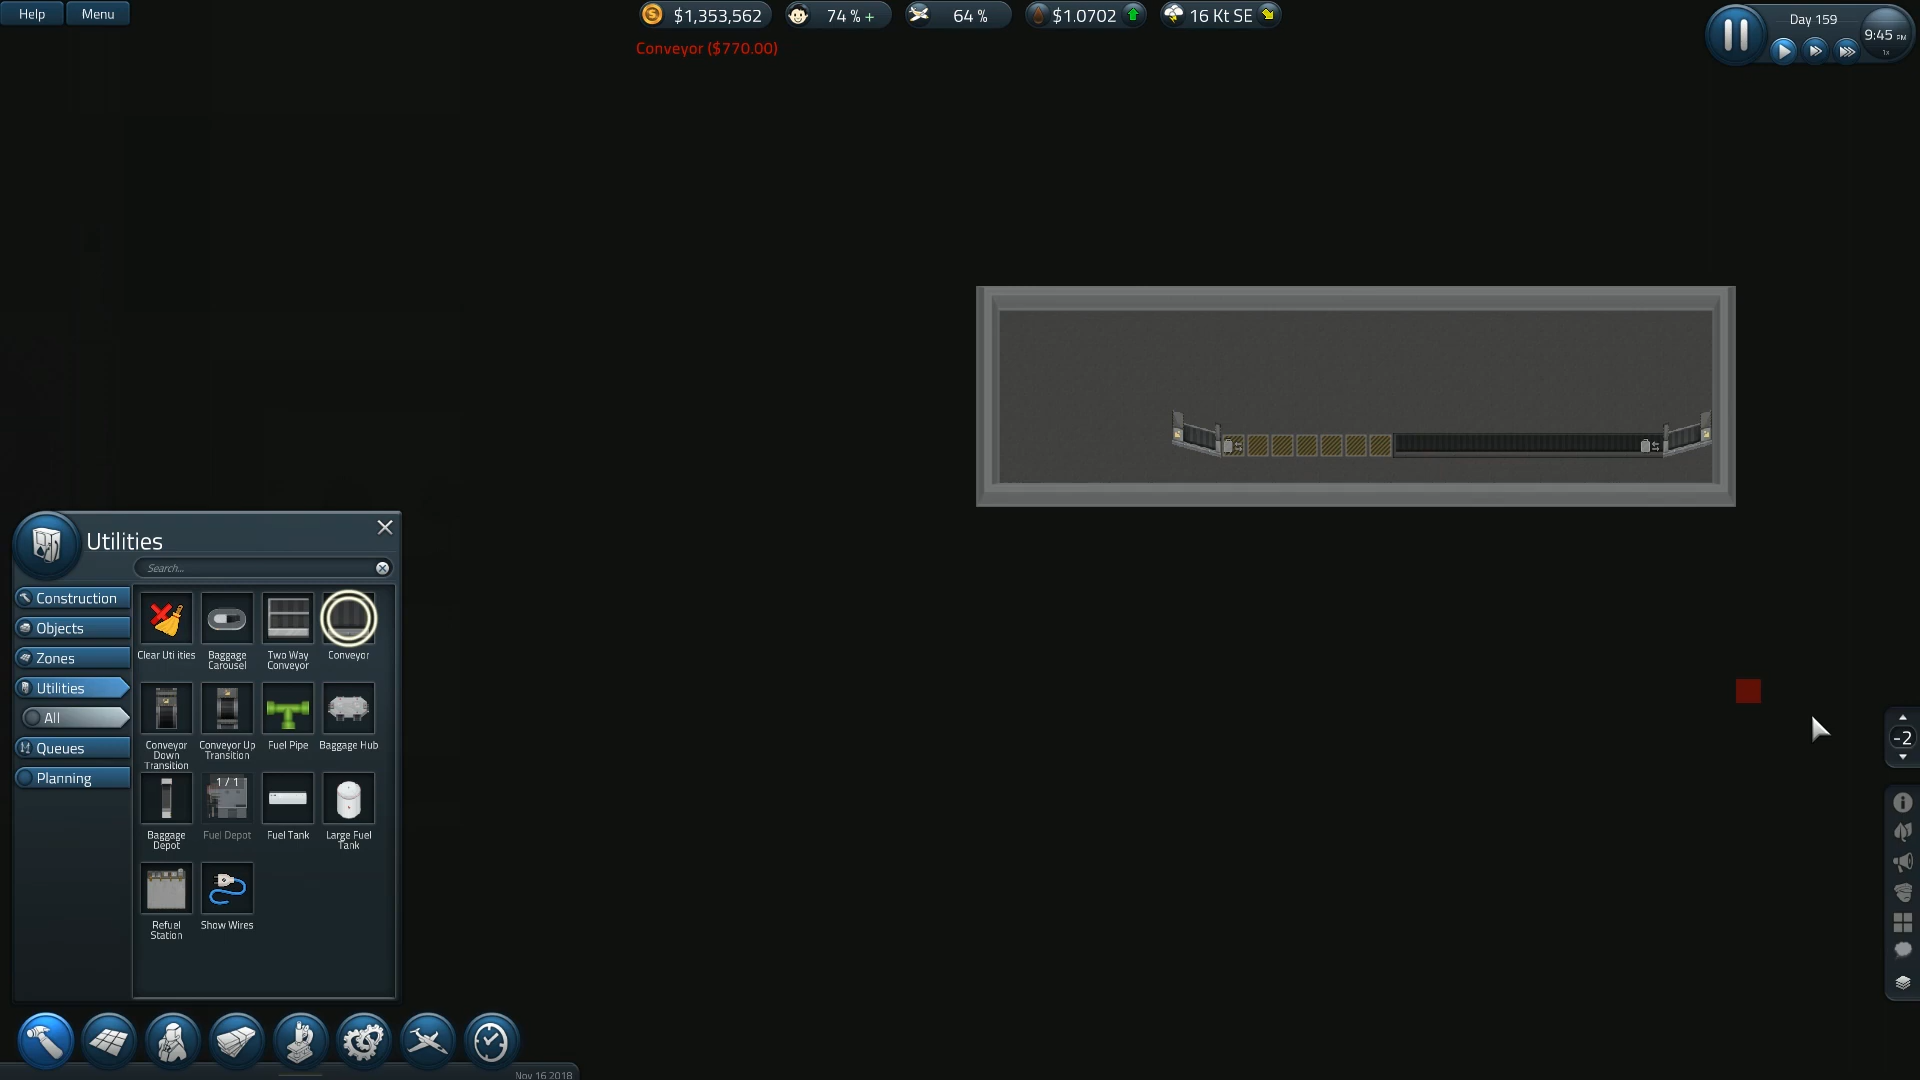 Help
Menu
$1,353,562
74 % +
64 %
$1.0702
16 Kt SE
Conveyor ($770.00)
Day 159
9:45 PM
1x
Utilities
Search...
Construction
Objects
Zones
Utilities
All
Queues
Planning
Clear Utilities
Baggage
Carousel
Two Way
Conveyor
Conveyor
Conveyor
Down
Transition
Conveyor Up
Transition
Fuel Pipe
Baggage Hub
Baggage
Depot
1 / 1
Fuel Depot
Fuel Tank
Large Fuel
Tank
Refuel
Station
Show Wires
-2
Nov 16 2018